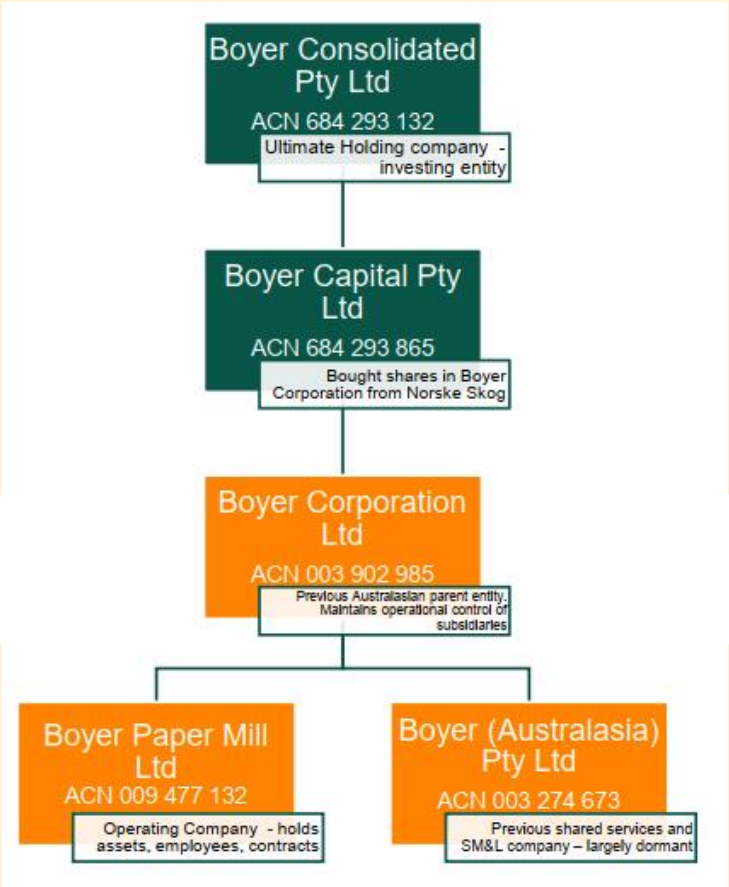 Boyer Consolidated
Pty Ltd
ACN 684 293 132
Ultimate Holding company  -
investing entity
Boyer Capital Pty
Ltd
ACN 684 293 865
Bought shares in Boyer
Corporation from Norske Skog
Boyer Corporation
Ltd
ACN 003 902 985
Previous Australasian parent entity.
Maintains operational control of
subsidiaries
Boyer Paper Mill
Ltd
ACN 009 477 132
Operating Company  - holds
assets, employees, contracts
Boyer (Australasia)
Pty Ltd
ACN 003 274 673
Previous shared services and
SM&L company – largely dormant